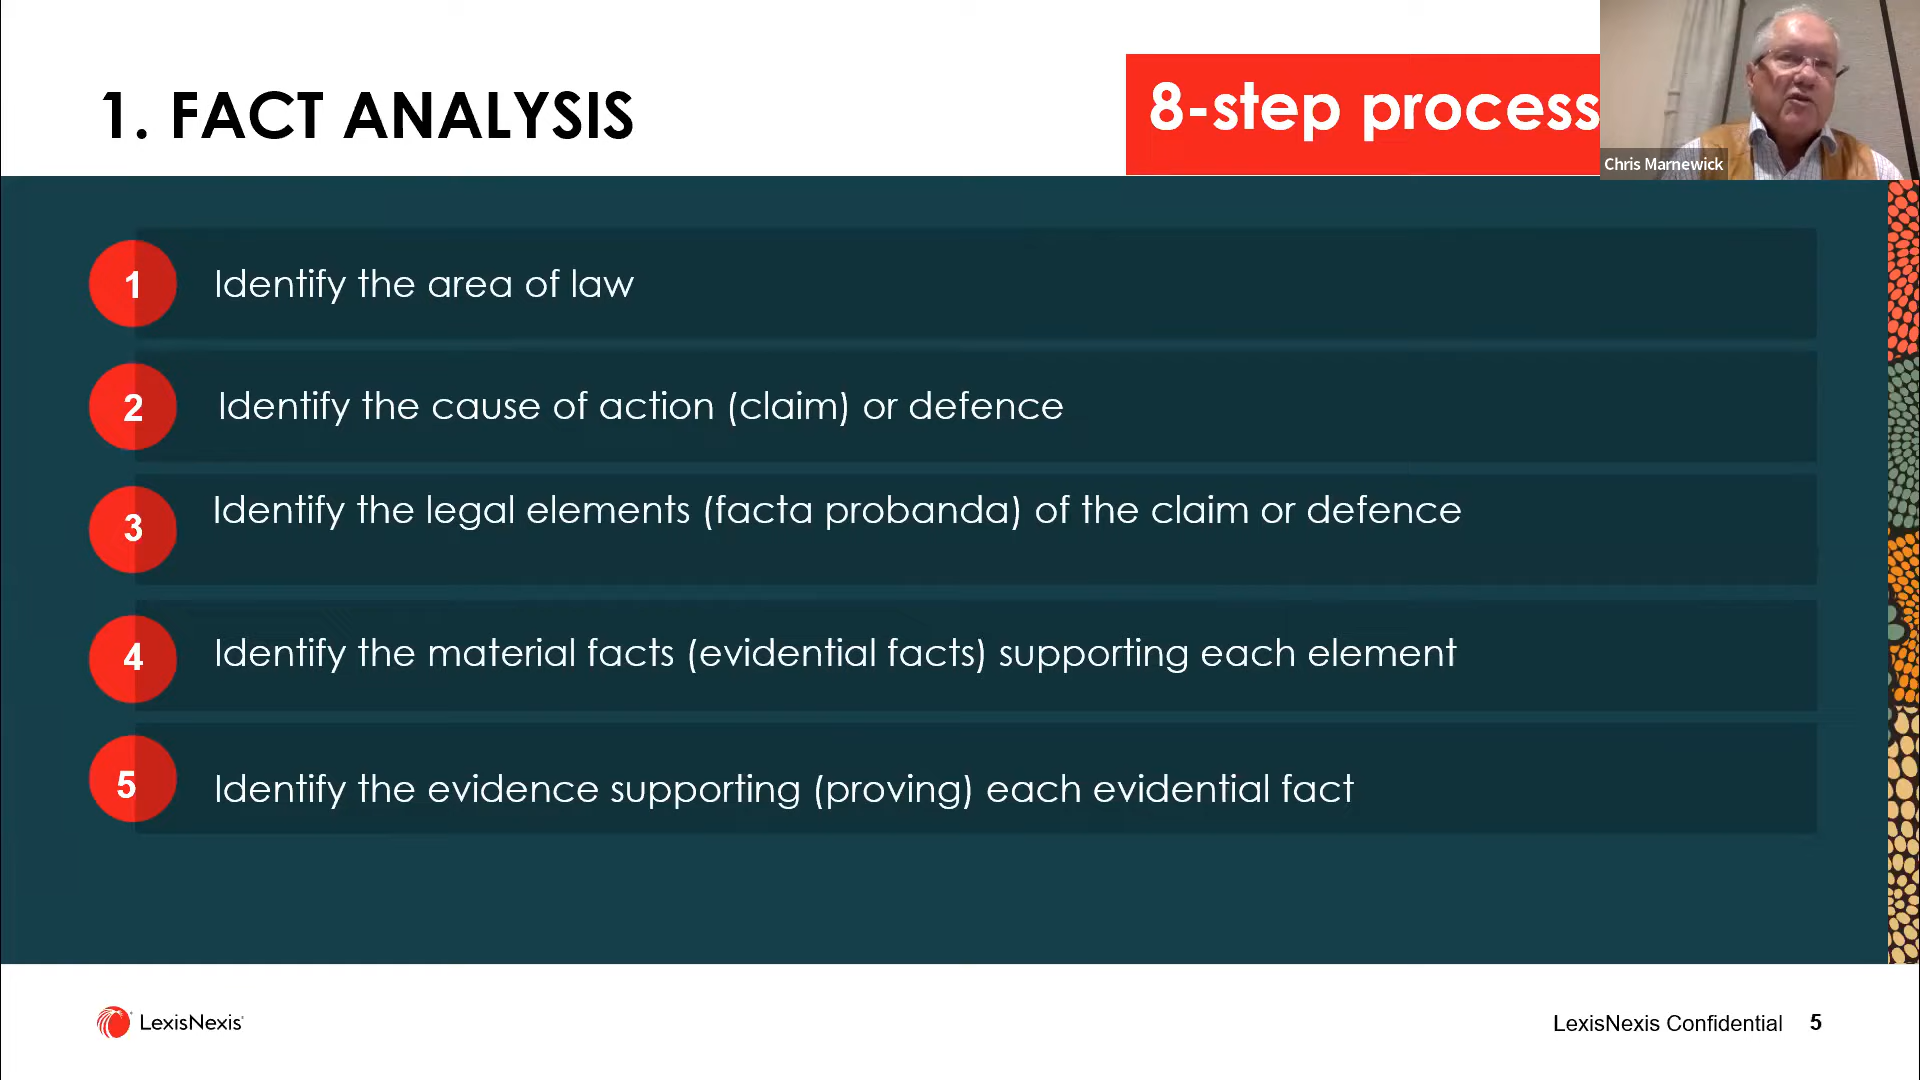 1. FACT ANALYSIS
8-step process
Chris Marnewick
1
Identify the area of law
2
Identify the cause of action (claim) or defence
3
Identify the legal elements (facta probanda) of the claim or defence
4
Identify the material facts (evidential facts) supporting each element
5
Identify the evidence supporting (proving) each evidential fact
LexisNexis
LexisNexis Confidential
5